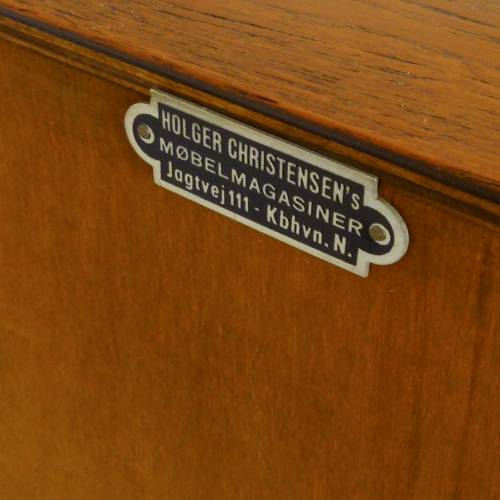 HOLGER CHRISTENSEN's
MØBELMAGASINER
Jagtvej 111 - Kbhvn. N.